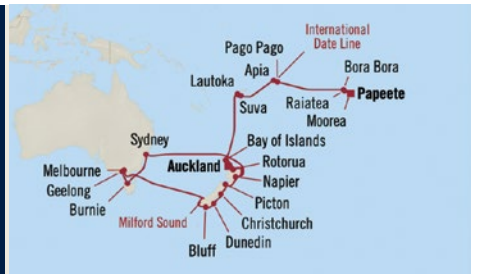 International
Date Line
Pago Pago
Apia
Bora Bora
Lautoka
Papeete
Raiatea
Suva
Moorea
Sydney
Bay of Islands
Auckland
Rotorua
Melbourne
Napier
Geelong
Picton
Burnie
Christchurch
Milford Sound
Dunedin
Bluff